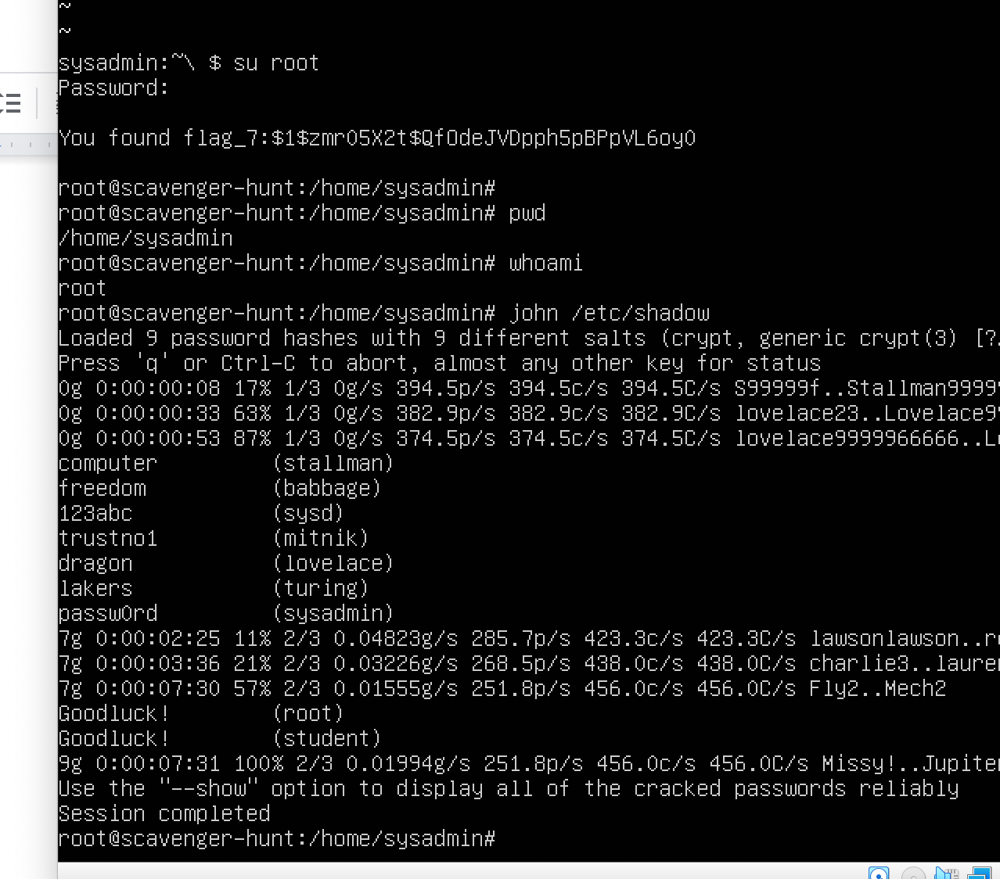 ~
~
sysadmin:~\ $ su root
Password:
You found flag_7:$1$zmr05X2t$QfOdeJVDpph5pBPpVL6oy0
root@scavenger-hunt:/home/sysadmin#
root@scavenger-hunt:/home/sysadmin# pwd
/home/sysadmin
root@scavenger-hunt:/home/sysadmin# whoami
root
root@scavenger-hunt:/home/sysadmin# john /etc/shadow
Loaded 9 password hashes with 9 different salts (crypt, generic crypt(3) [?
Press 'q' or Ctrl-C to abort, almost any other key for status
0g 0:00:00:08 17% 1/3 0g/s 394.5p/s 394.5c/s 394.5C/s S99999f..Stallman9999
0g 0:00:00:33 63% 1/3 0g/s 382.9p/s 382.9c/s 382.9C/s lovelace23..Lovelace9
0g 0:00:00:53 87% 1/3 0g/s 374.5p/s 374.5c/s 374.5C/s lovelace9999966666..L
computer (stallman)
freedom (babbage)
123abc (sysd)
trustno1 (mitnik)
dragon (lovelace)
lakers (turing)
passw0rd (sysadmin)
7g 0:00:02:25 11% 2/3 0.04823g/s 285.7p/s 423.3c/s 423.3C/s lawsonlawson..r
7g 0:00:03:36 21% 2/3 0.03226g/s 268.5p/s 438.0c/s 438.0C/s charlie3..lauren
7g 0:00:07:30 57% 2/3 0.01555g/s 251.8p/s 456.0c/s 456.0C/s Fly2..Mech2
Goodluck! (root)
Goodluck! (student)
9g 0:00:07:31 100% 2/3 0.01994g/s 251.8p/s 456.0c/s 456.0C/s Missy!..Jupiter
Use the "--show" option to display all of the cracked passwords reliably
Session completed
root@scavenger-hunt:/home/sysadmin#